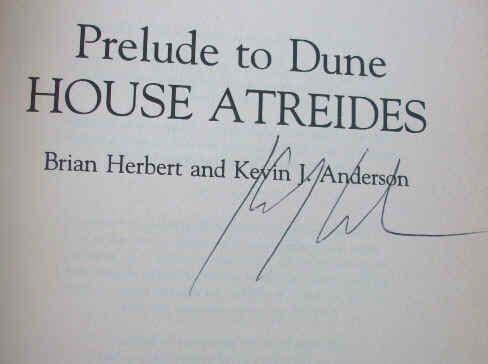 Prelude to Dune
HOUSE ATREIDES
Brian Herbert and Kevin J. Anderson